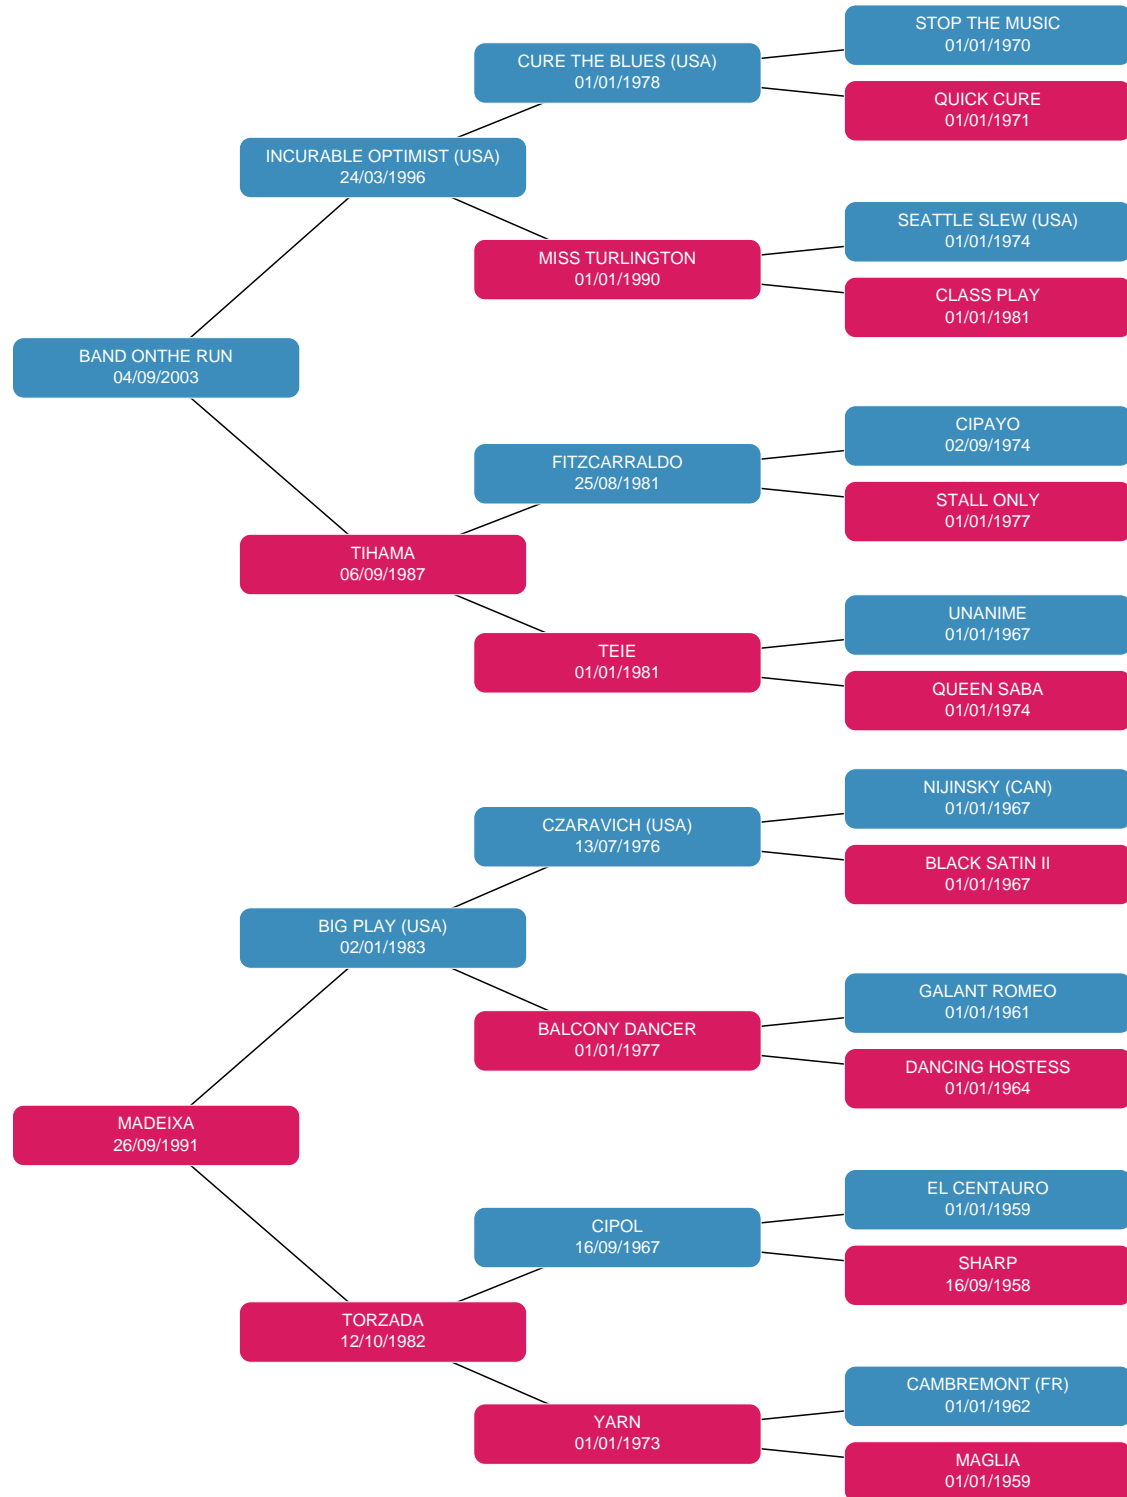 STOP THE MUSIC
01/01/1970
CURE THE BLUES (USA)
01/01/1978
QUICK CURE
01/01/1971
INCURABLE OPTIMIST (USA)
24/03/1996
SEATTLE SLEW (USA)
01/01/1974
MISS TURLINGTON
01/01/1990
CLASS PLAY
01/01/1981
BAND ONTHE RUN
04/09/2003
CIPAYO
02/09/1974
FITZCARRALDO
25/08/1981
STALL ONLY
01/01/1977
TIHAMA
06/09/1987
UNANIME
01/01/1967
TEIE
01/01/1981
QUEEN SABA
01/01/1974
NIJINSKY (CAN)
01/01/1967
CZARAVICH (USA)
13/07/1976
BLACK SATIN II
01/01/1967
BIG PLAY (USA)
02/01/1983
GALANT ROMEO
01/01/1961
BALCONY DANCER
01/01/1977
DANCING HOSTESS
01/01/1964
MADEIXA
26/09/1991
EL CENTAURO
01/01/1959
CIPOL
16/09/1967
SHARP
16/09/1958
TORZADA
12/10/1982
CAMBREMONT (FR)
01/01/1962
YARN
01/01/1973
MAGLIA
01/01/1959